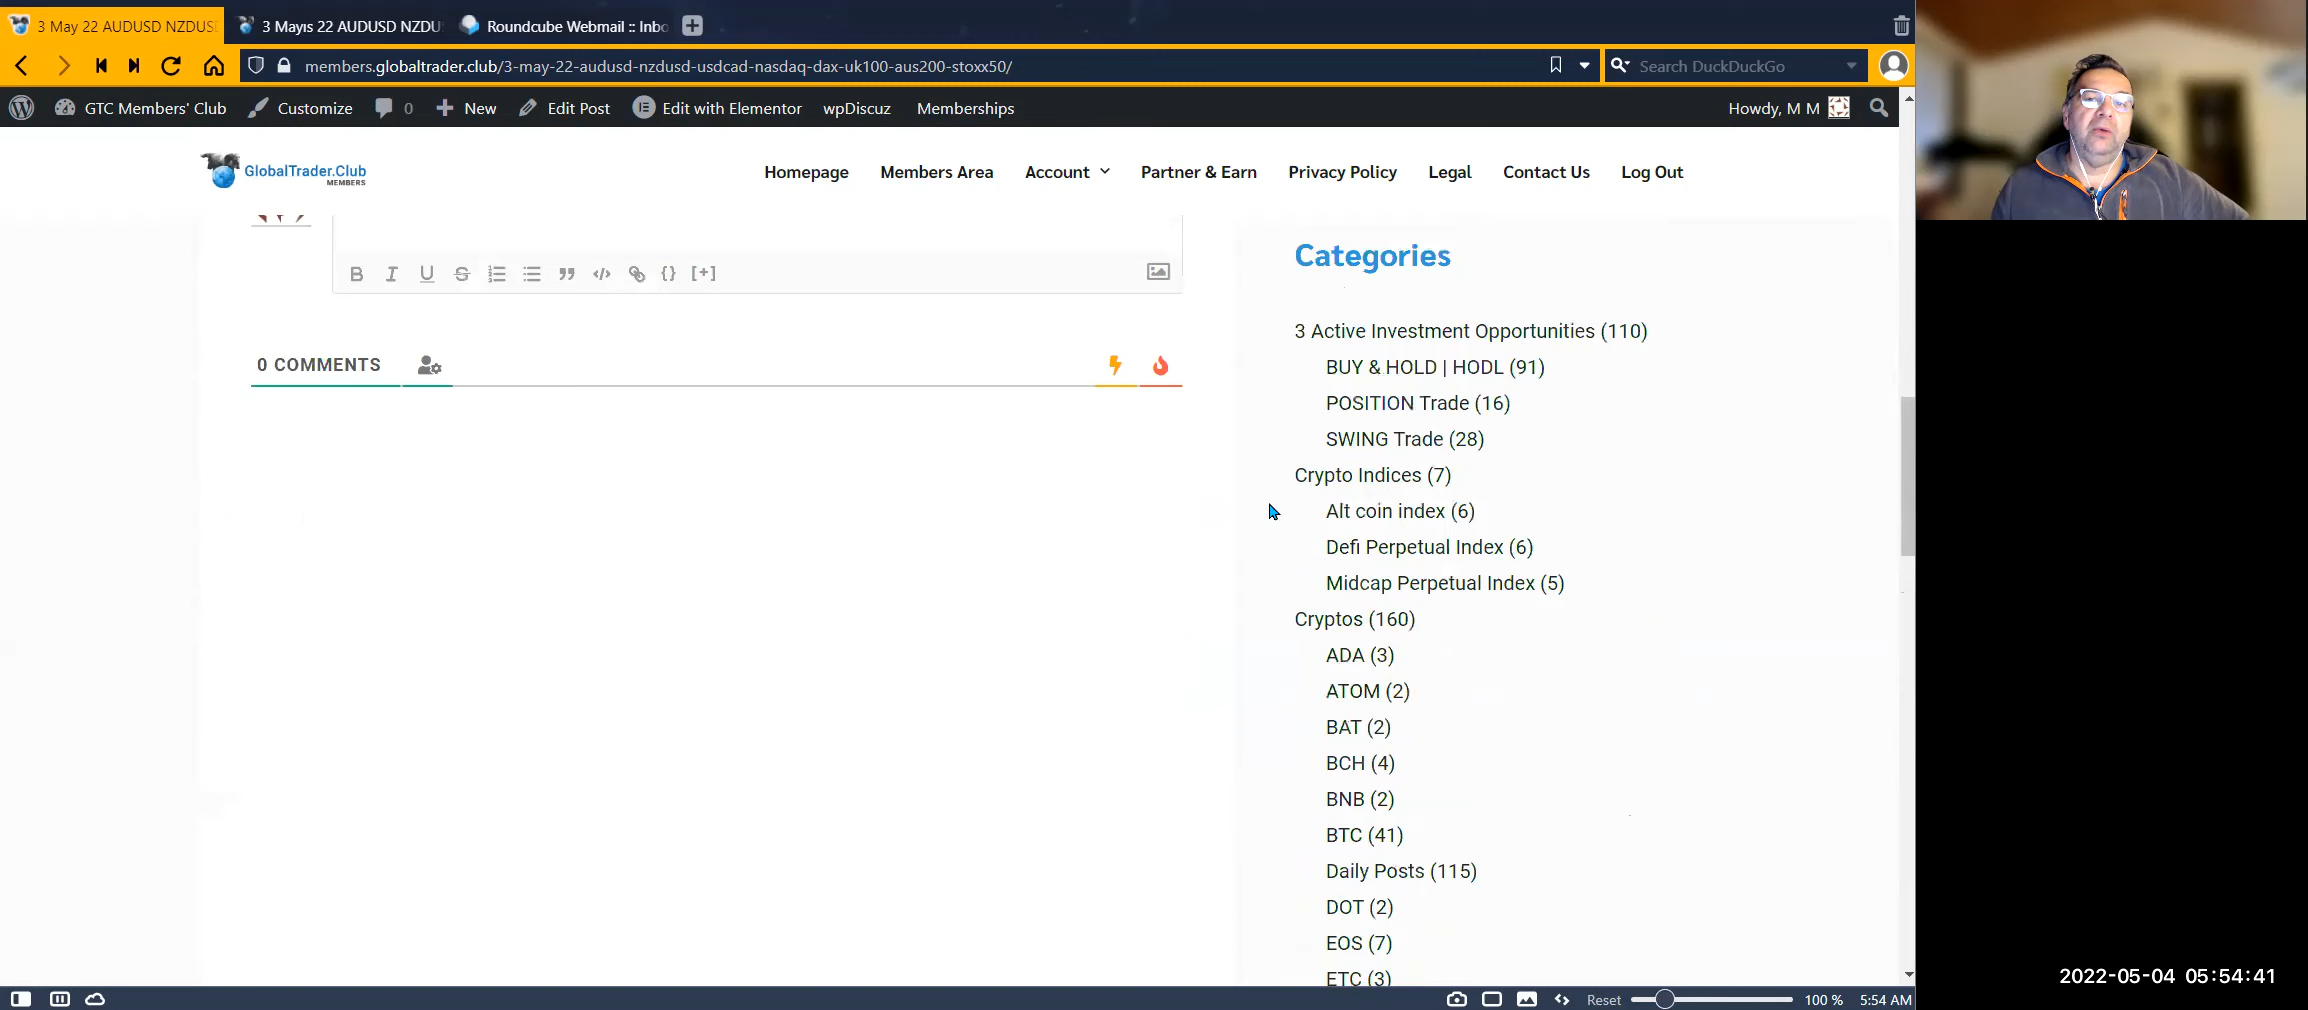 3 May 22 AUDUSD NZDUS
3 Mayıs 22 AUDUSD NZDU
Roundcube Webmail :: Inbo
members.globaltrader.club/3-may-22-audusd-nzdusd-usdcad-nasdaq-dax-uk100-aus200-stoxx50/
Search DuckDuckGo
GTC Members' Club
Customize
0
New
Edit Post
Edit with Elementor
wpDiscuz
Memberships
Howdy, M M
GlobalTrader.Club
MEMBERS
Homepage
Members Area
Account
Partner & Earn
Privacy Policy
Legal
Contact Us
Log Out
B I U S
{} [+]
0 COMMENTS
Categories
3 Active Investment Opportunities (110)
BUY & HOLD | HODL (91)
POSITION Trade (16)
SWING Trade (28)
Crypto Indices (7)
Alt coin index (6)
Defi Perpetual Index (6)
Midcap Perpetual Index (5)
Cryptos (160)
ADA (3)
ATOM (2)
BAT (2)
BCH (4)
BNB (2)
BTC (41)
Daily Posts (115)
DOT (2)
EOS (7)
ETC (3)
2022-05-04 05:54:41
Reset
100 %
5:54 AM